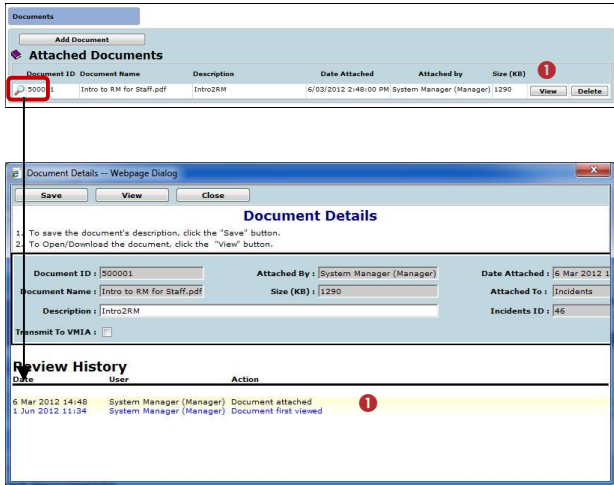 Documents
Add Document
Attached Documents
Document ID Document Name Description Date Attached Attached by Size (KB) 1
500001 Intro to RM for Staff.pdf Intro2RM 6/03/2012 2:48:00 PM System Manager (Manager) 1290 View Delete
Document Details -- Webpage Dialog
Save View Close
Document Details
1. To save the document's description, click the "Save" button.
2. To Open/Download the document, click the "View" button.
Document ID : 500001 Attached By : System Manager (Manager) Date Attached : 6 Mar 2012 1
Document Name : Intro to RM for Staff.pdf Size (KB) : 1290 Attached To : Incidents
Description : Intro2RM Incidents ID : 46
Transmit To VMIA :
Review History
Date User Action
6 Mar 2012 14:48 System Manager (Manager) Document attached 1
1 Jun 2012 11:34 System Manager (Manager) Document first viewed